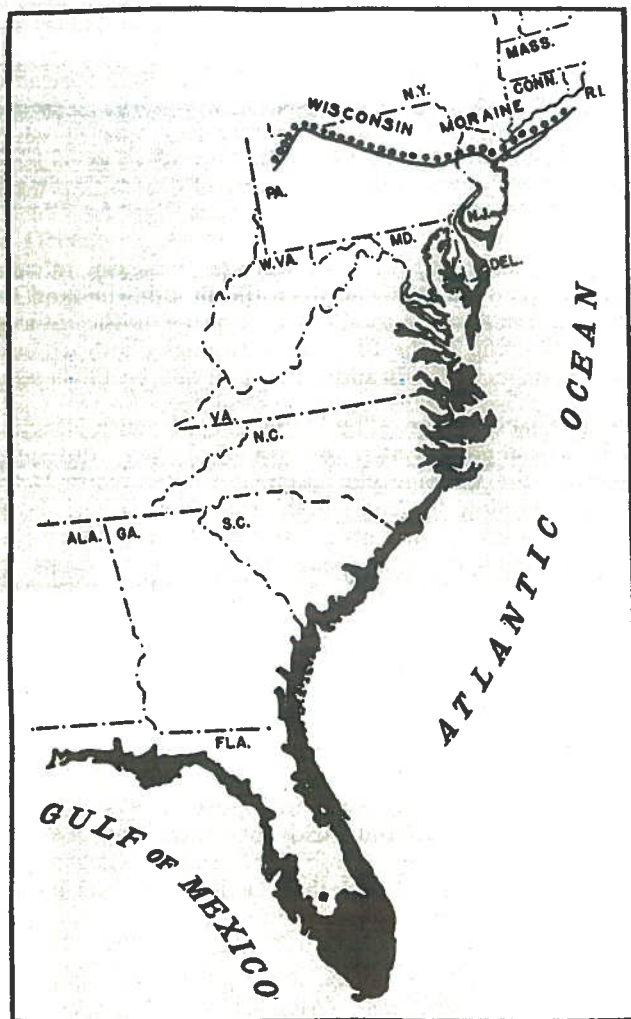 MASS.
CONN.
R.I.
N.Y.
WISCONSIN MORAINE
PA.
N.J.
MD.
W.VA.
DEL.
OCEAN
VA.
N.C.
S.C.
ALA.
GA.
ATLANTIC
FLA.
GULF OF MEXICO